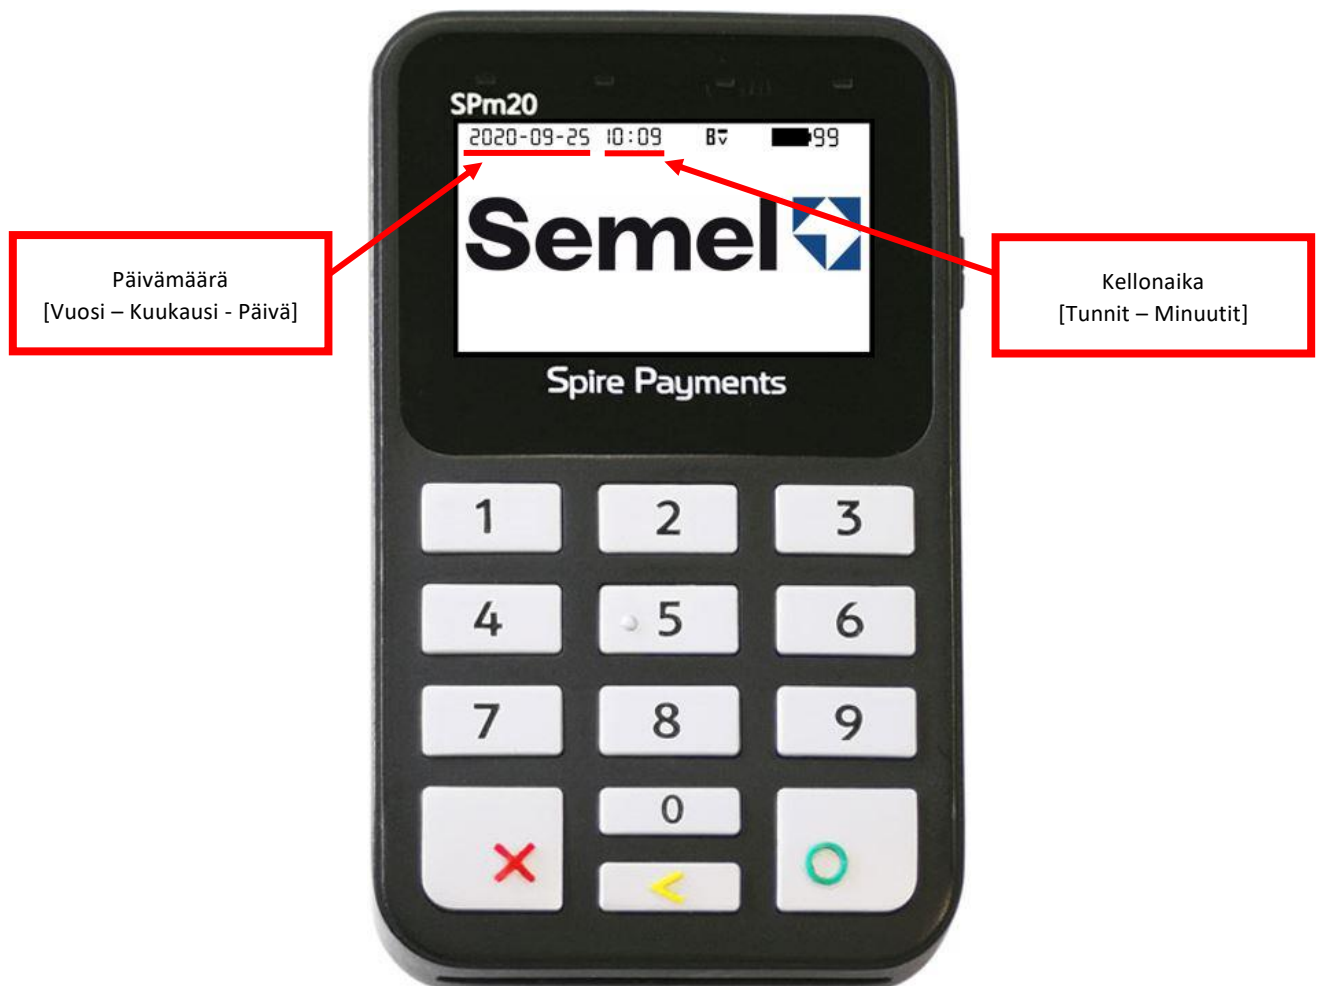 SPm20
2020-09-25 10:09 B 99
Semel
Päivämäärä
[Vuosi – Kuukausi - Päivä]
Kellonaika
[Tunnit – Minuutit]
Spire Payments
1 2 3
4 5 6
7 8 9
0